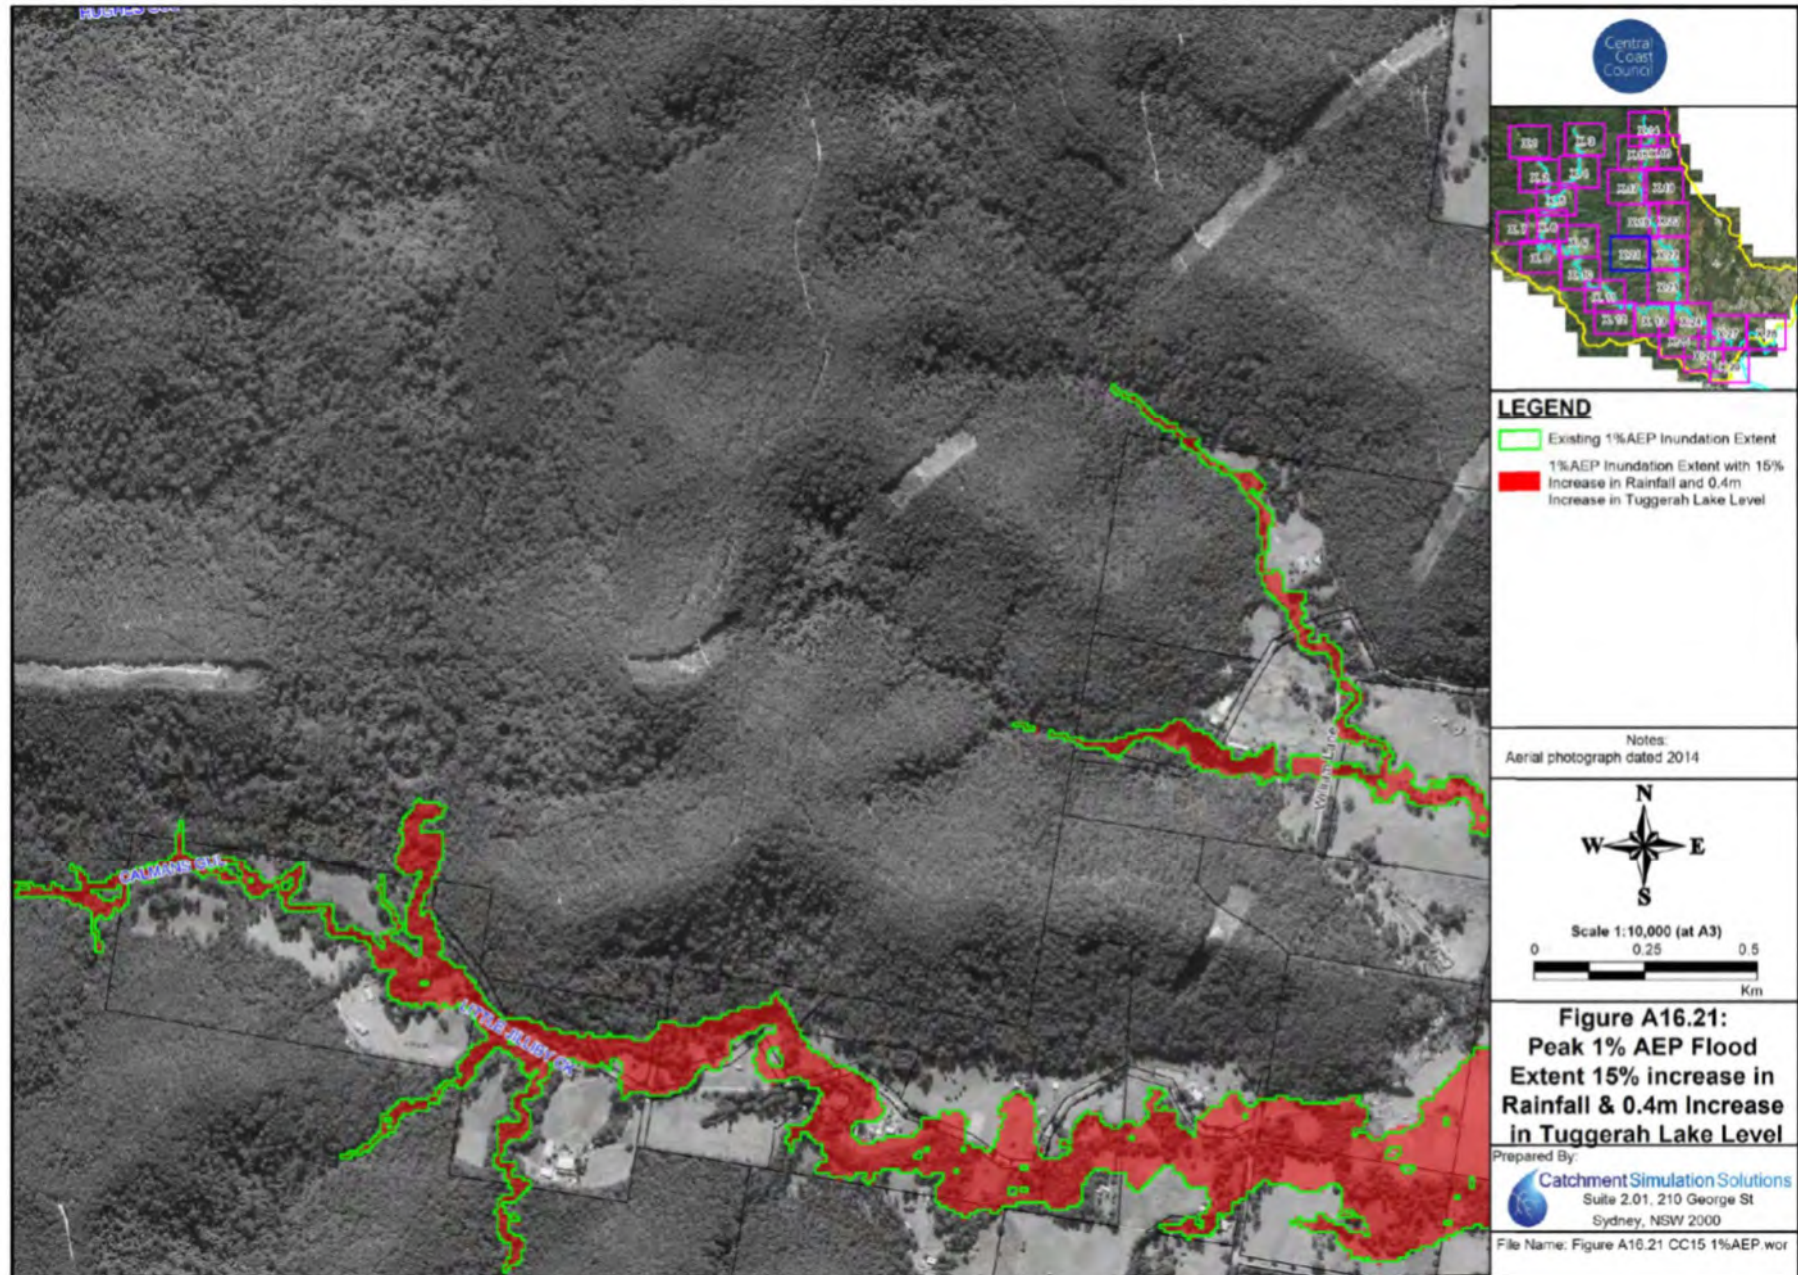 Central
Coast
Council
LEGEND
Existing 1%AEP Inundation Extent
1%AEP Inundation Extent with 15%
Increase in Rainfall and 0.4m
Increase in Tuggerah Lake Level
Notes:
Aerial photograph dated 2014
N
W E
S
Scale 1:10,000 (at A3)
0 0.25 0.5
Km
Figure A16.21:
Peak 1% AEP Flood
Extent 15% increase in
Rainfall & 0.4m Increase
in Tuggerah Lake Level
Prepared By:
Catchment Simulation Solutions
Suite 2.01, 210 George St
Sydney, NSW 2000
File Name: Figure A16.21 CC15 1%AEP.wor
CALMANS GUL
LITTLE JILLIBY CK
Lane